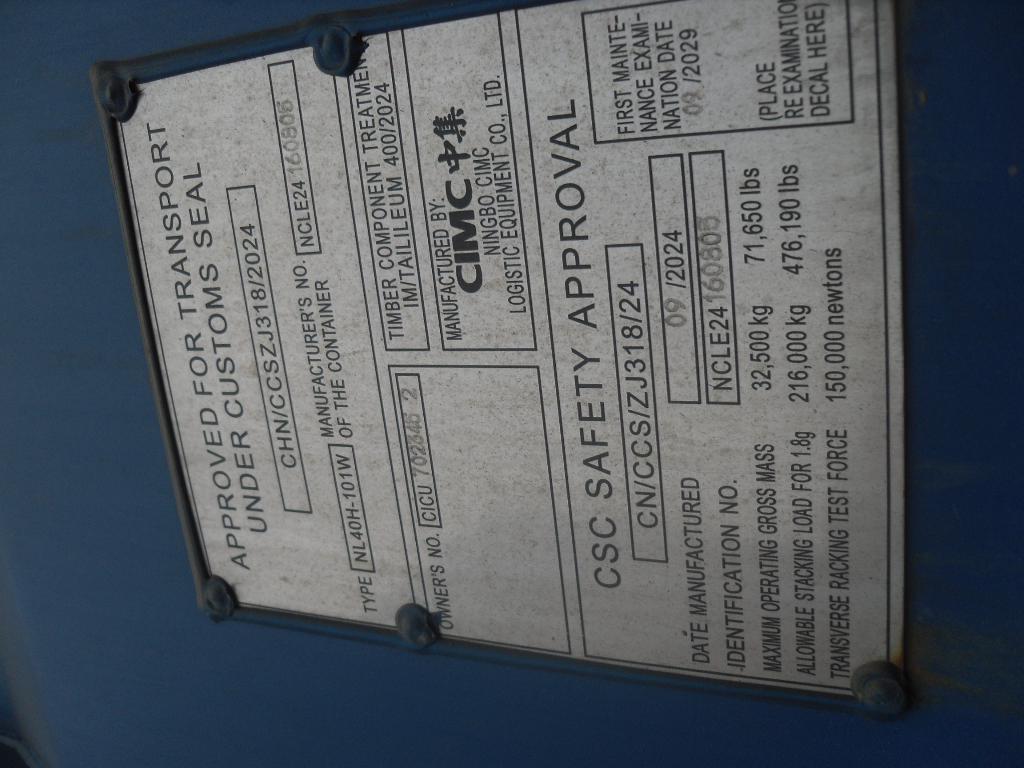 APPROVED FOR TRANSPORT
UNDER CUSTOMS SEAL
CHN/CCSZJ318/2024
TYPE NL40H-101W MANUFACTURER'S NO. OF THE CONTAINER NCLE24 160805
TIMBER COMPONENT TREATMENT
IM/TAILILEUM 400/2024
OWNER'S NO. CICU 2
MANUFACTURED BY:
CIMC 中集
NINGBO CIMC
LOGISTIC EQUIPMENT CO., LTD.
CSC SAFETY APPROVAL
CN/CCS/ZJ318/24
DATE MANUFACTURED 09 /2024
IDENTIFICATION NO. NCLE24 160805
MAXIMUM OPERATING GROSS MASS 32,500 kg 71,650 lbs
ALLOWABLE STACKING LOAD FOR 1.8g 216,000 kg 476,190 lbs
TRANSVERSE RACKING TEST FORCE 150,000 newtons
FIRST MAINTE-
NANCE EXAMI-
NATION DATE
09 /2029
(PLACE
RE EXAMINATION
DECAL HERE)